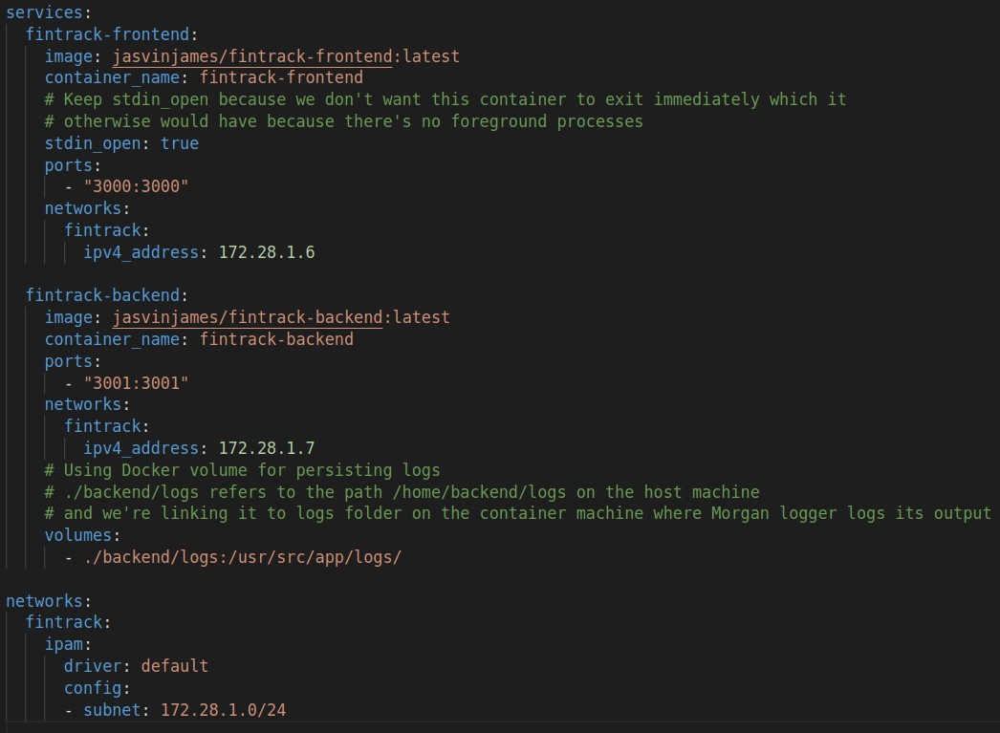 services:
  fintrack-frontend:
    image: jasvinjames/fintrack-frontend:latest
    container_name: fintrack-frontend
    # Keep stdin_open because we don't want this container to exit immediately which it
    # otherwise would have because there's no foreground processes
    stdin_open: true
    ports:
      - "3000:3000"
    networks:
      fintrack:
        ipv4_address: 172.28.1.6

  fintrack-backend:
    image: jasvinjames/fintrack-backend:latest
    container_name: fintrack-backend
    ports:
      - "3001:3001"
    networks:
      fintrack:
        ipv4_address: 172.28.1.7
    # Using Docker volume for persisting logs
    # ./backend/logs refers to the path /home/backend/logs on the host machine
    # and we're linking it to logs folder on the container machine where Morgan logger logs its output
    volumes:
      - ./backend/logs:/usr/src/app/logs/

networks:
  fintrack:
    ipam:
      driver: default
      config:
      - subnet: 172.28.1.0/24